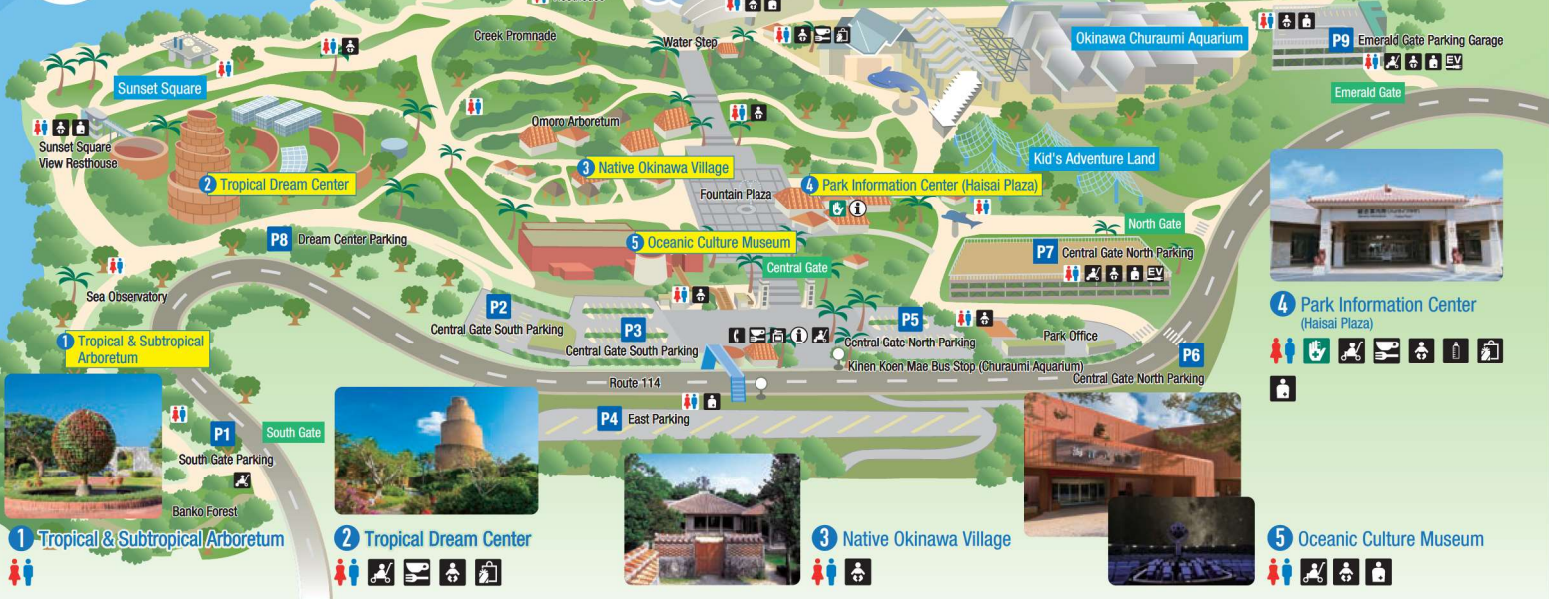 Creek Promnade
Water Step
Okinawa Churaumi Aquarium
P9 Emerald Gate Parking Garage
EV
Emerald Gate
Sunset Square
Omoro Arboretum
Sunset Square
View Resthouse
Kid's Adventure Land
3 Native Okinawa Village
2 Tropical Dream Center
4 Park Information Center (Haisai Plaza)
Fountain Plaza
North Gate
P8 Dream Center Parking
5 Oceanic Culture Museum
P7 Central Gate North Parking
EV
Central Gate
Sea Observatory
P2
Central Gate South Parking
P3
Central Gate South Parking
P5
Central Gate North Parking
Park Office
1 Tropical & Subtropical
Arboretum
P6
Central Gate North Parking
Kinen Koen Mae Bus Stop (Churaumi Aquarium)
Route 114
P4 East Parking
P1
South Gate Parking
South Gate
Banko Forest
4 Park Information Center
(Haisai Plaza)
1 Tropical & Subtropical Arboretum
2 Tropical Dream Center
3 Native Okinawa Village
5 Oceanic Culture Museum